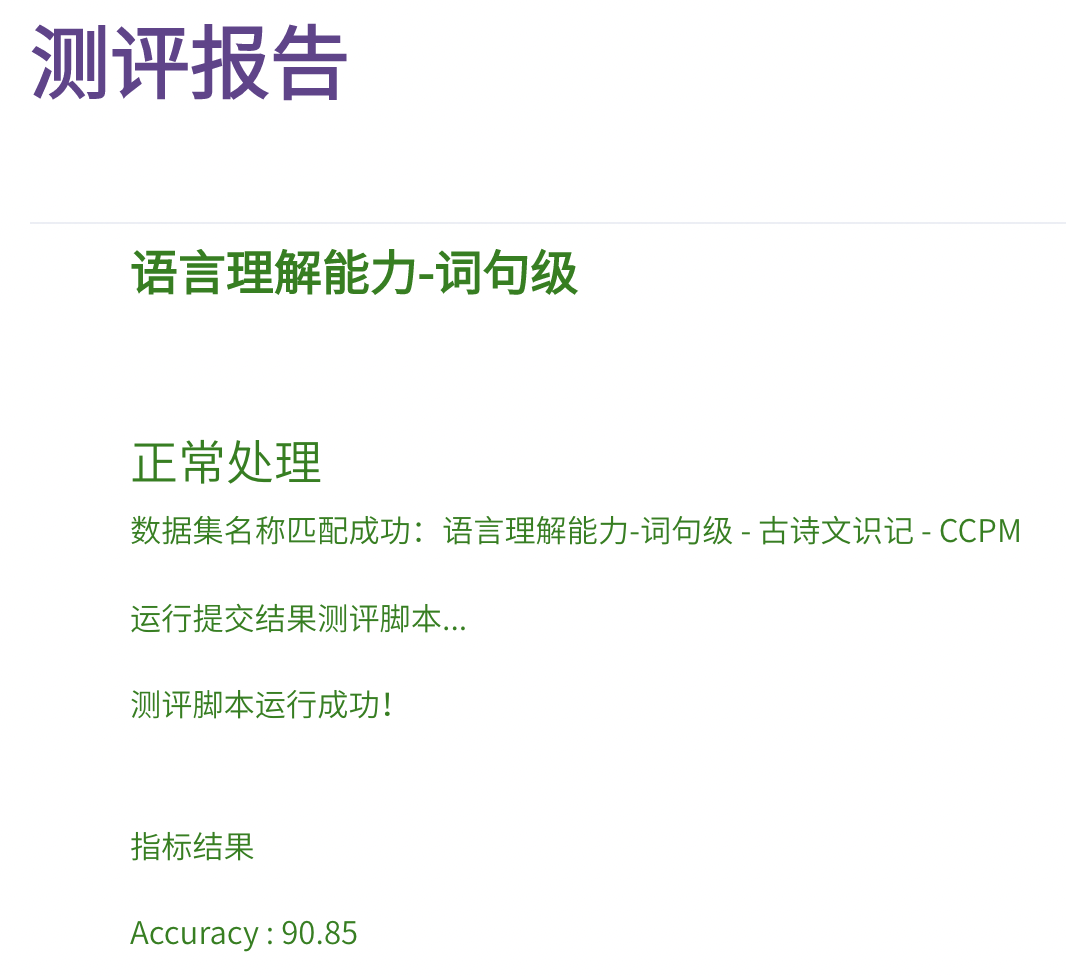 测评报告
语言理解能力-词句级
正常处理
数据集名称匹配成功：语言理解能力-词句级 - 古诗文识记 - CCPM
运行提交结果测评脚本...
测评脚本运行成功！
指标结果
Accuracy : 90.85